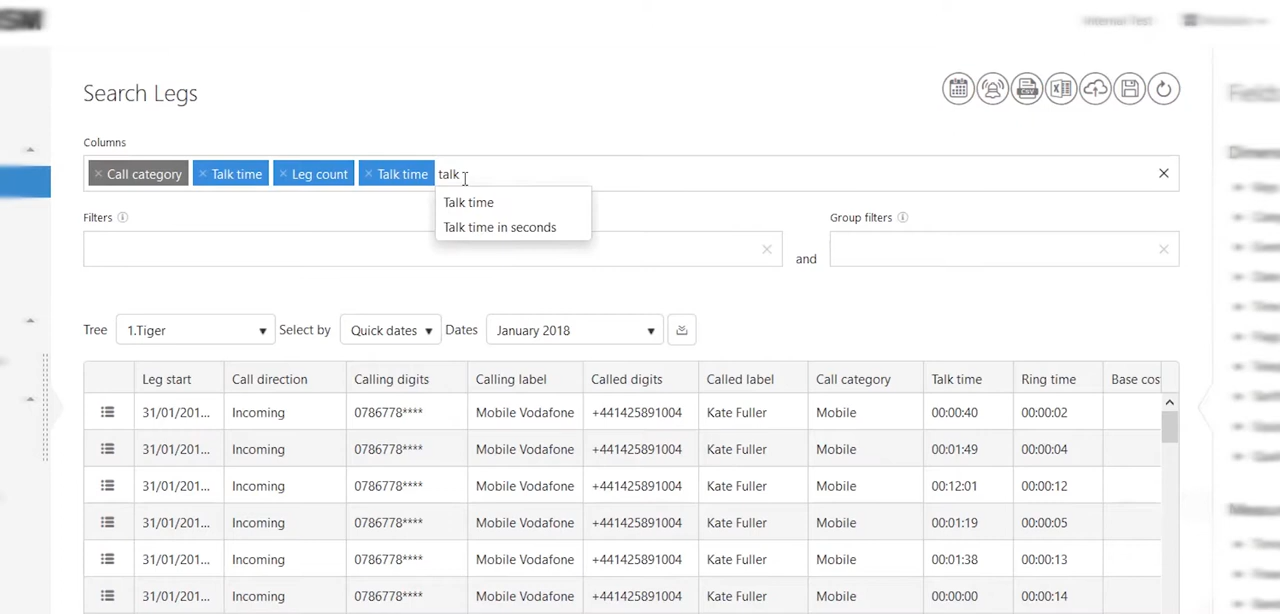 Internal Test
Search Legs
CSV
Columns
× Call category × Talk time × Leg count × Talk time talk
Talk time
Talk time in seconds
Filters Group filters
and
Tree 1.Tiger Select by Quick dates Dates January 2018
Leg start Call direction Calling digits Calling label Called digits Called label Call category Talk time Ring time Base cos
31/01/201... Incoming 0786778**** Mobile Vodafone +441425891004 Kate Fuller Mobile 00:00:40 00:00:02
31/01/201... Incoming 0786778**** Mobile Vodafone +441425891004 Kate Fuller Mobile 00:01:49 00:00:04
31/01/201... Incoming 0786778**** Mobile Vodafone +441425891004 Kate Fuller Mobile 00:12:01 00:00:12
31/01/201... Incoming 0786778**** Mobile Vodafone +441425891004 Kate Fuller Mobile 00:01:19 00:00:05
31/01/201... Incoming 0786778**** Mobile Vodafone +441425891004 Kate Fuller Mobile 00:01:38 00:00:13
31/01/201... Incoming 0786778**** Mobile Vodafone +441425891004 Kate Fuller Mobile 00:00:00 00:00:14